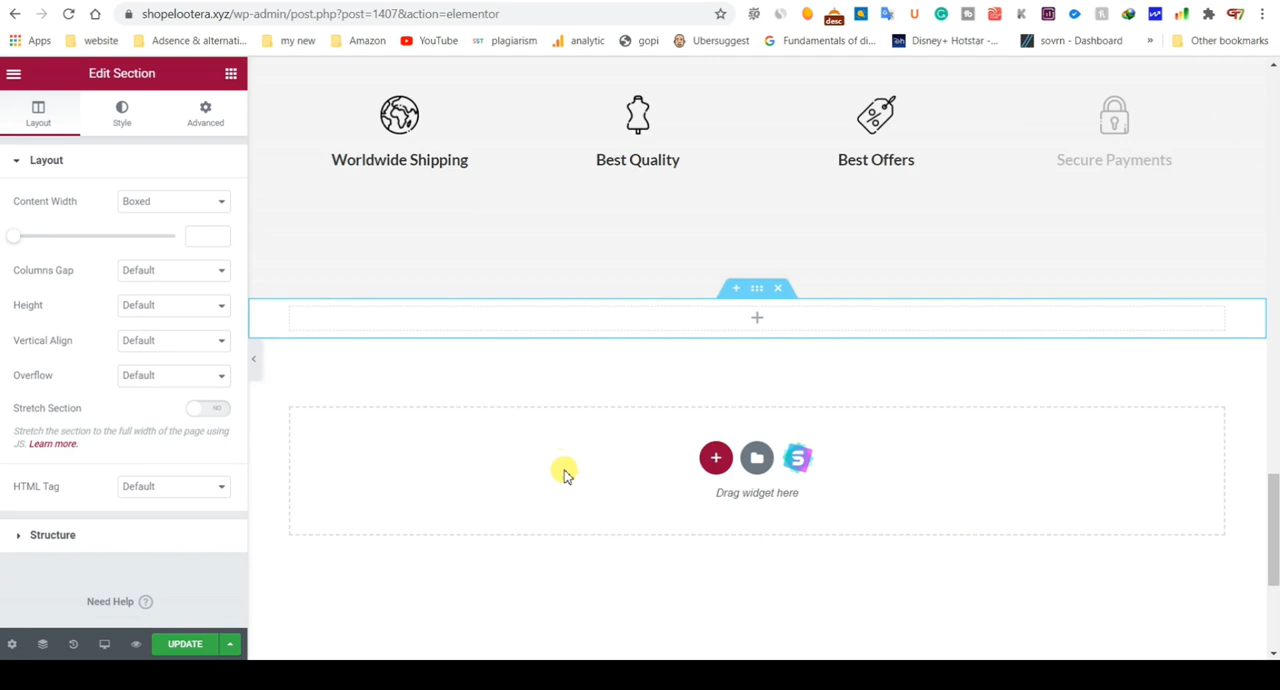 shopelootera.xyz/wp-admin/post.php?post=1407&action=elementor
Apps website Adsence & alternati... my new Amazon YouTube SST plagiarism analytic gopi Ubersuggest Fundamentals of di... Disney+ Hotstar -... sovrn - Dashboard » Other bookmarks
Edit Section
Layout Style Advanced
Layout
Content Width Boxed
Columns Gap Default
Height Default
Vertical Align Default
Overflow Default
Stretch Section NO
Stretch the section to the full width of the page using
JS. Learn more.
HTML Tag Default
Structure
Need Help ?
UPDATE
Worldwide Shipping Best Quality Best Offers Secure Payments
Drag widget here